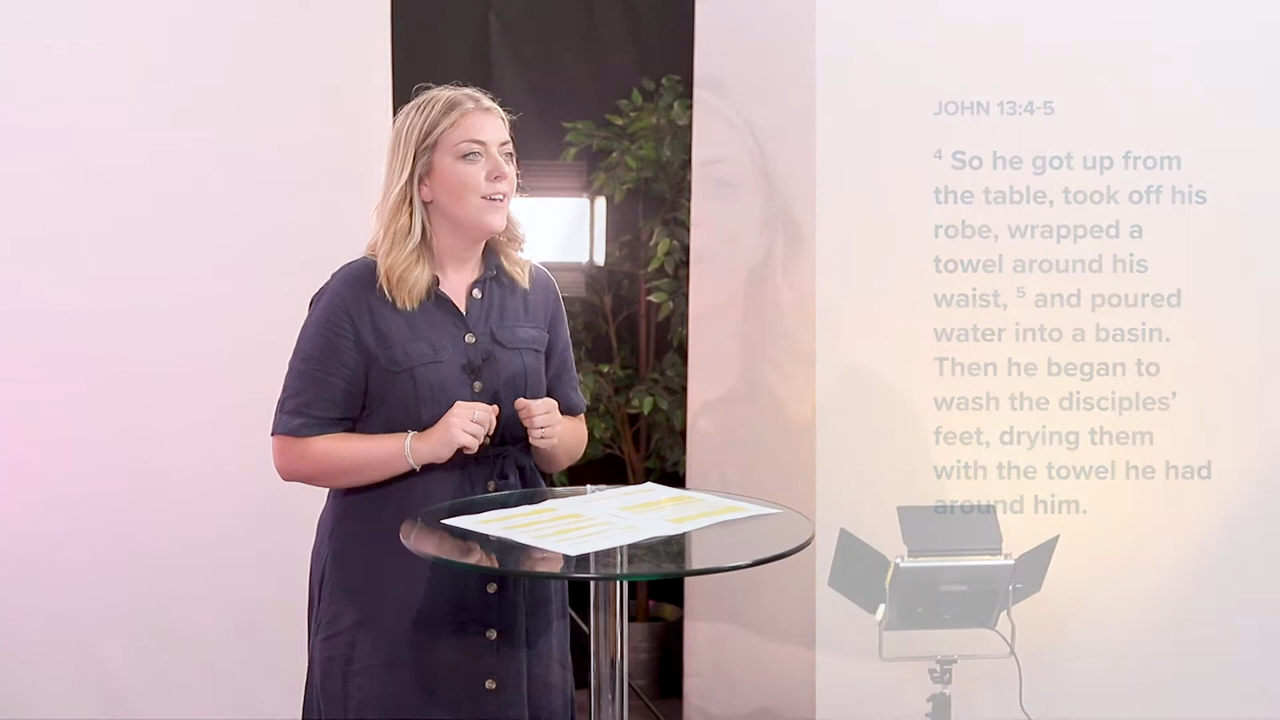 JOHN 13:4-5
⁴ So he got up from
the table, took off his
robe, wrapped a
towel around his
waist, ⁵ and poured
water into a basin.
Then he began to
wash the disciples’
feet, drying them
with the towel he had
around him.